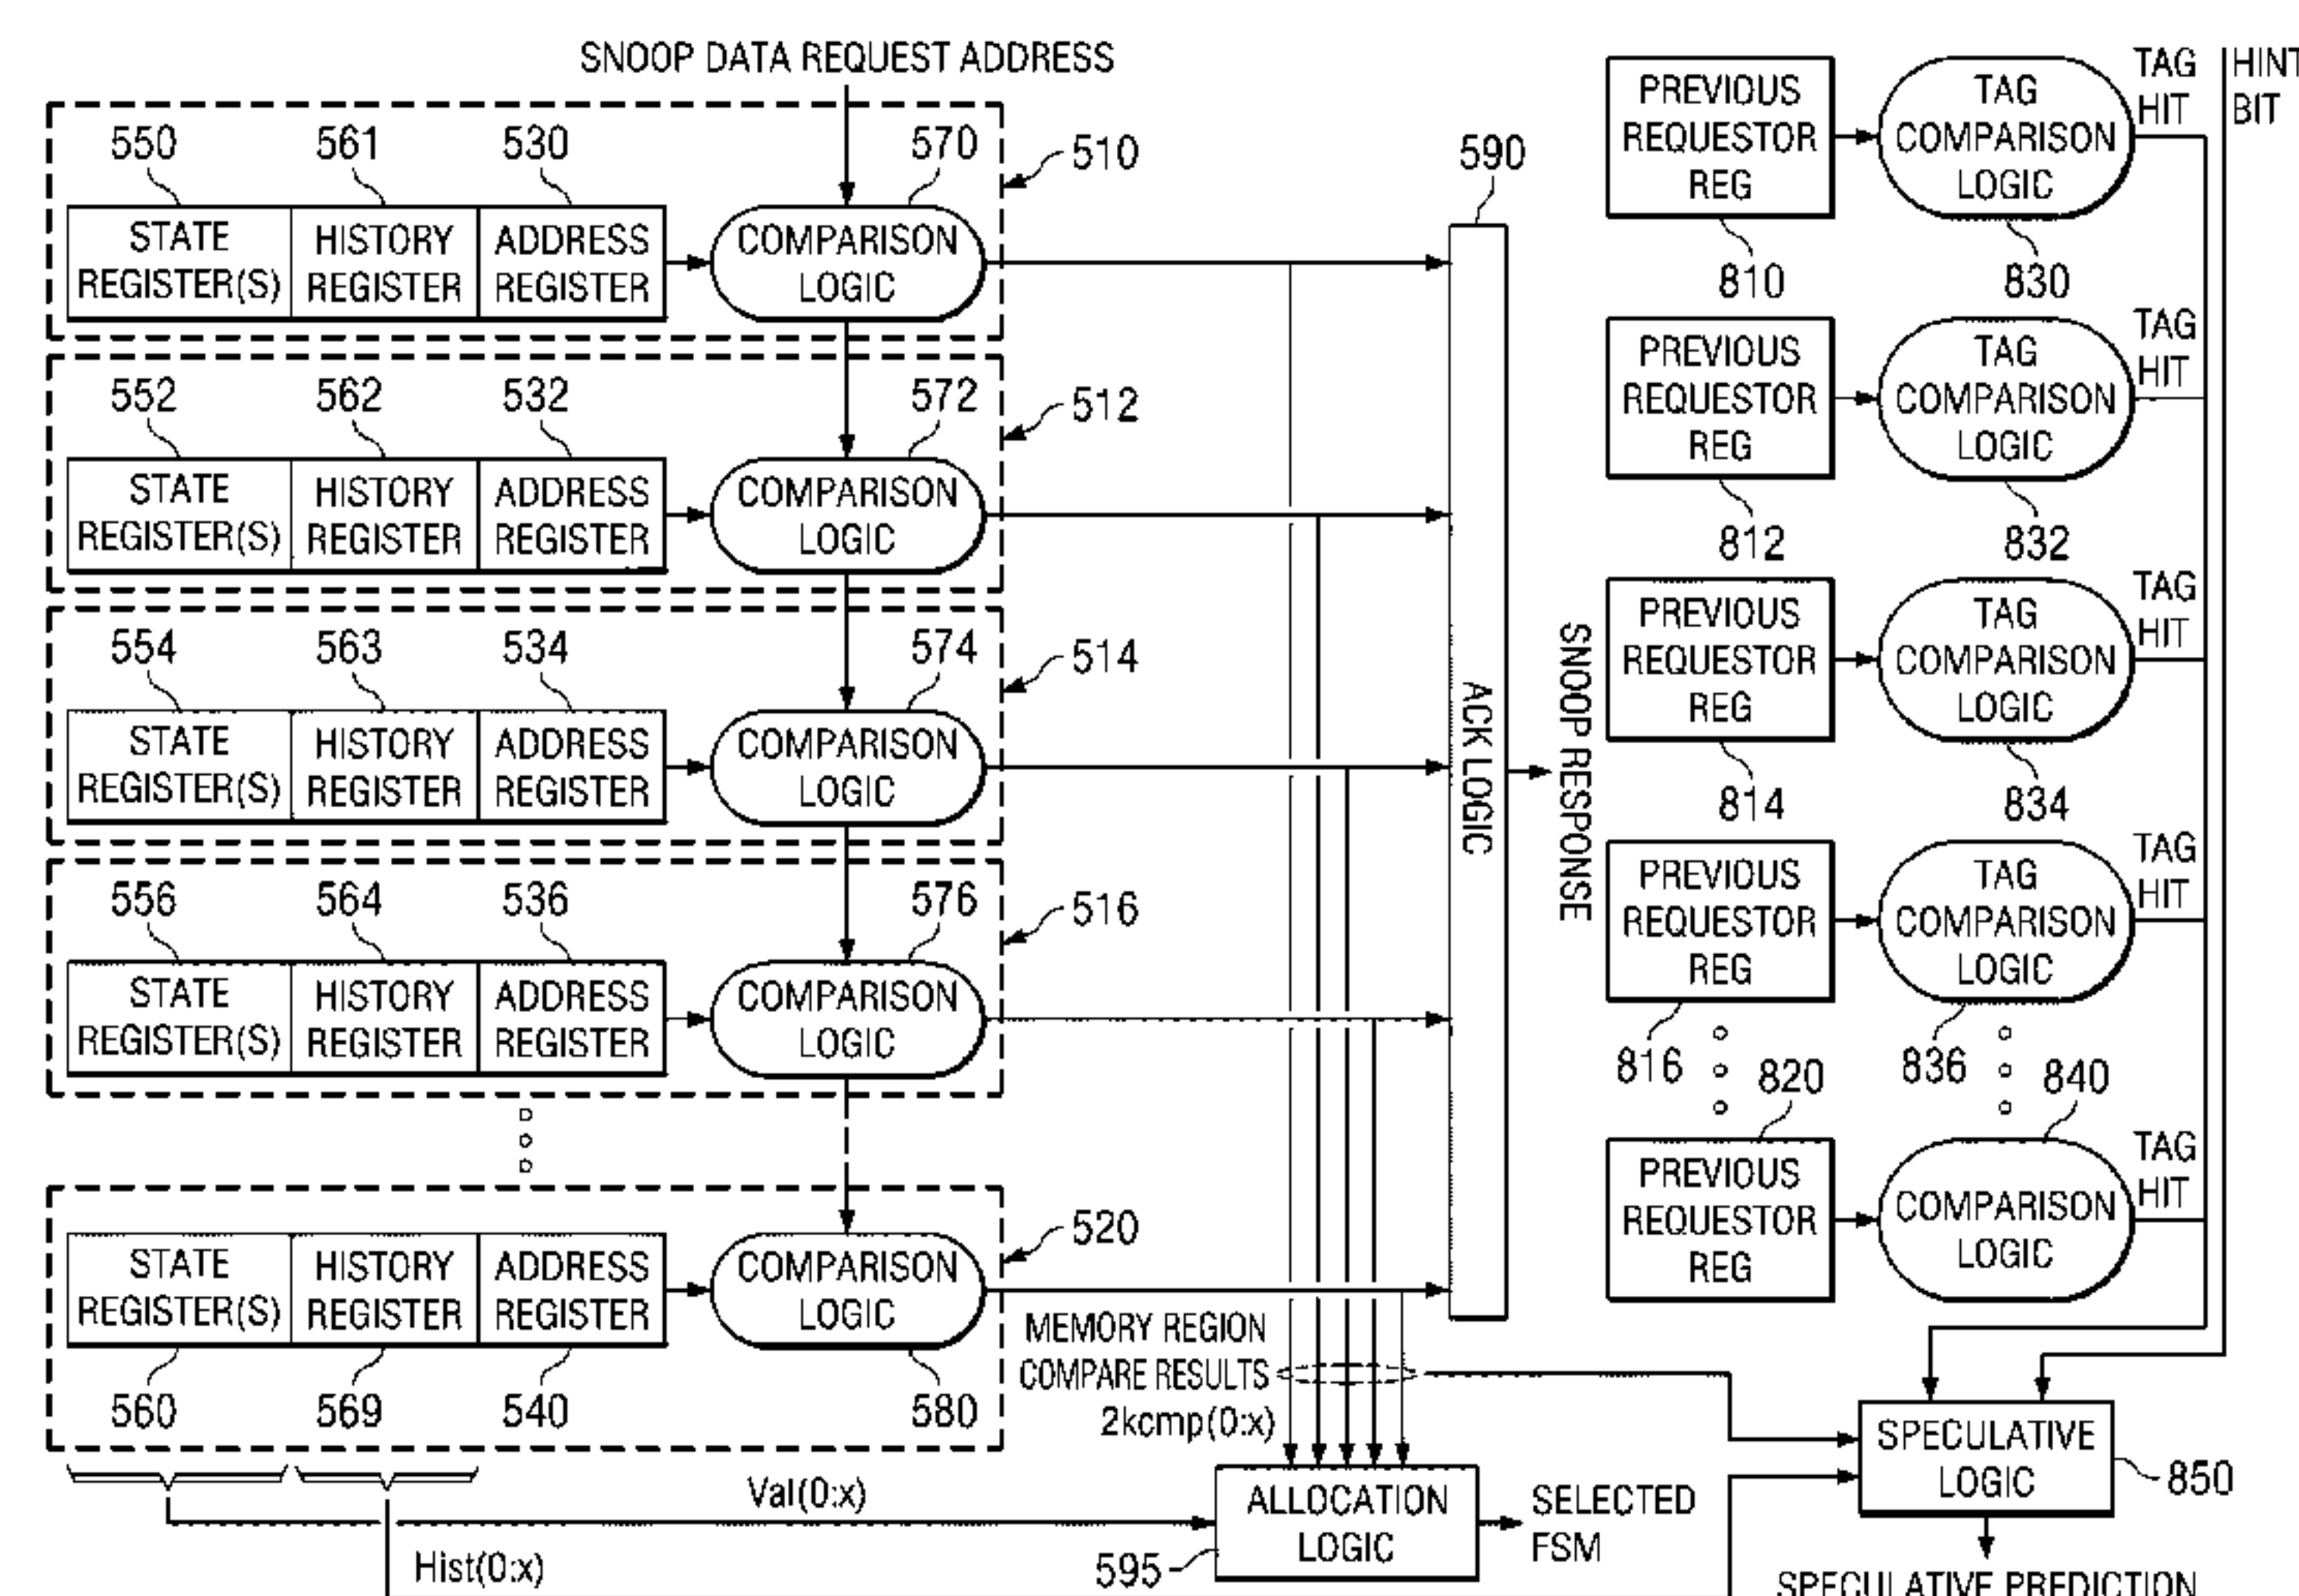 SNOOP DATA REQUEST ADDRESS
550 561 530 570 510
STATE REGISTER(S)
HISTORY REGISTER
ADDRESS REGISTER
COMPARISON LOGIC
552 562 532 572 512
STATE REGISTER(S)
HISTORY REGISTER
ADDRESS REGISTER
COMPARISON LOGIC
554 563 534 574 514
STATE REGISTER(S)
HISTORY REGISTER
ADDRESS REGISTER
COMPARISON LOGIC
556 564 536 576 516
STATE REGISTER(S)
HISTORY REGISTER
ADDRESS REGISTER
COMPARISON LOGIC
520
STATE REGISTER(S)
HISTORY REGISTER
ADDRESS REGISTER
COMPARISON LOGIC
560 569 540 580
MEMORY REGION
COMPARE RESULTS
2kcmp(0:x)
Val(0:x)
Hist(0:x)
ALLOCATION
LOGIC
595
SELECTED
FSM
590
ACK LOGIC
SNOOP RESPONSE
PREVIOUS
REQUESTOR
REG
810
TAG
COMPARISON
LOGIC
830
TAG
HIT
HINT
BIT
PREVIOUS
REQUESTOR
REG
812
TAG
COMPARISON
LOGIC
832
TAG
HIT
PREVIOUS
REQUESTOR
REG
814
TAG
COMPARISON
LOGIC
834
TAG
HIT
PREVIOUS
REQUESTOR
REG
816
TAG
COMPARISON
LOGIC
836
TAG
HIT
820
PREVIOUS
REQUESTOR
REG
840
COMPARISON
LOGIC
TAG
HIT
SPECULATIVE
LOGIC
850
SPECULATIVE PREDICTION